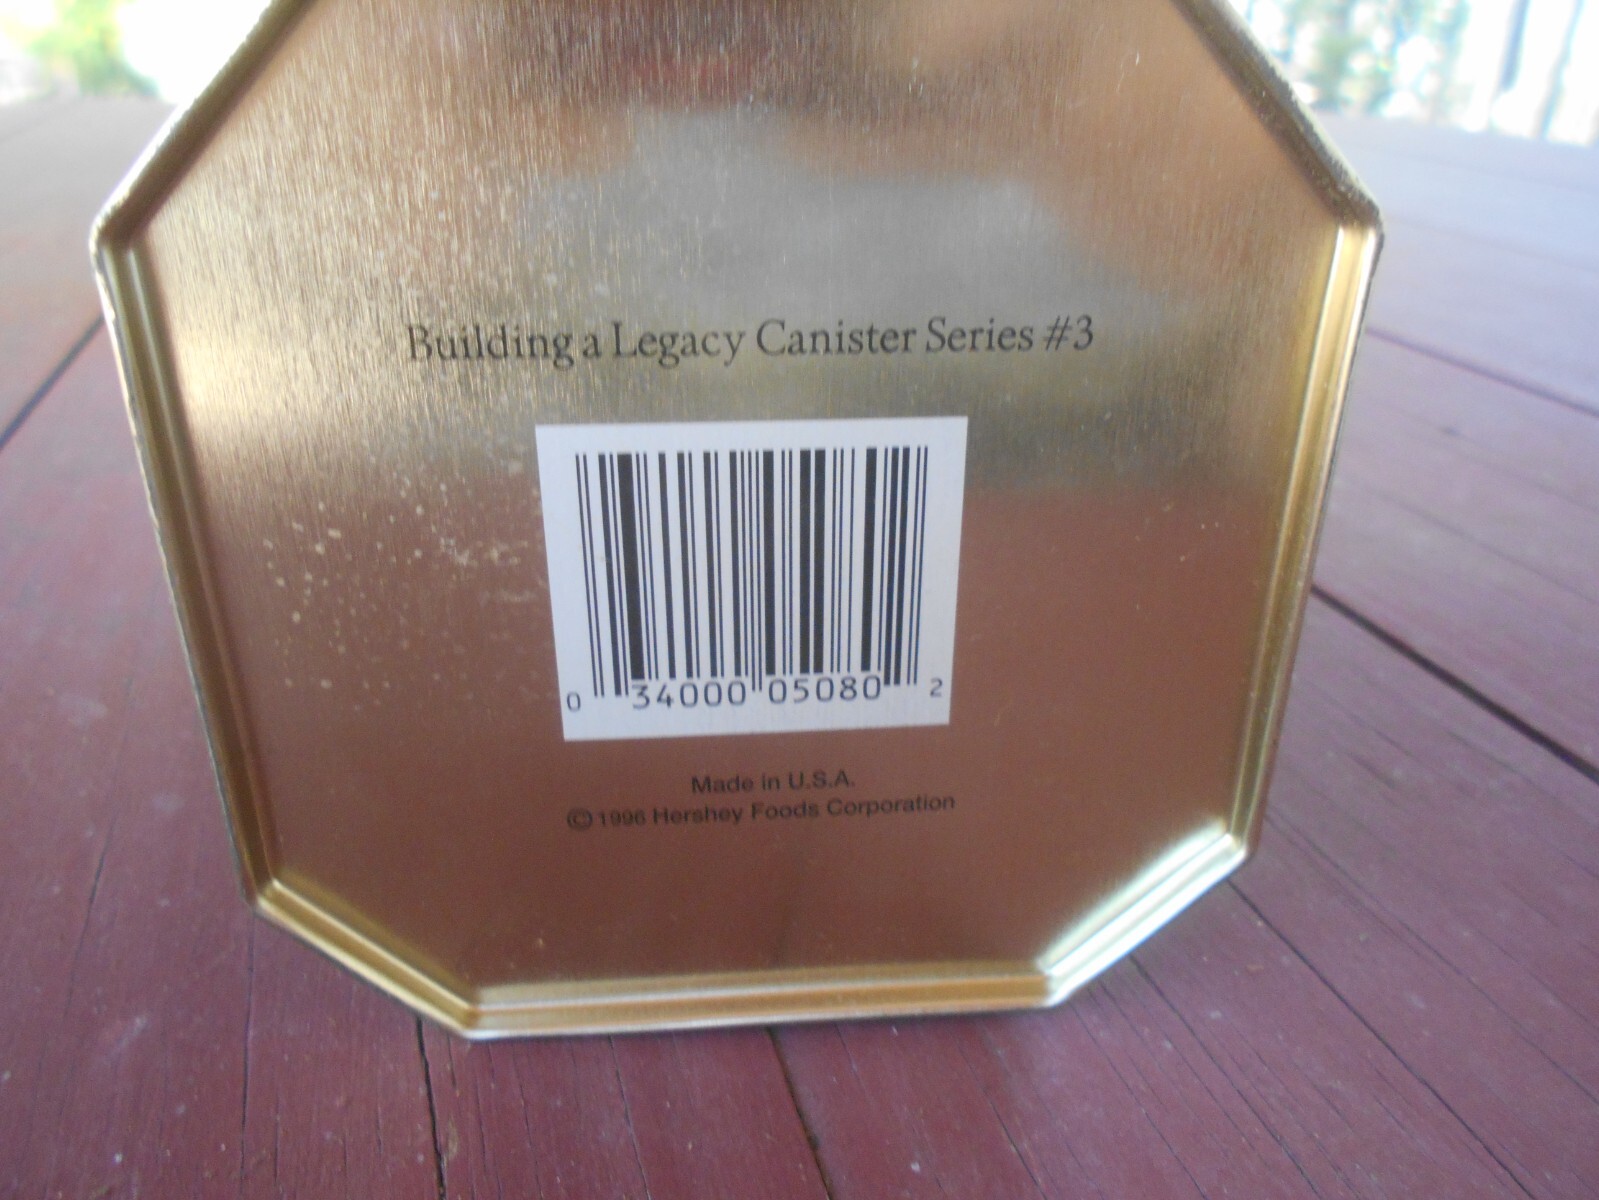 Building a Legacy Canister Series #3
0 34000 05080 2
Made in U.S.A.
© 1996 Hershey Foods Corporation